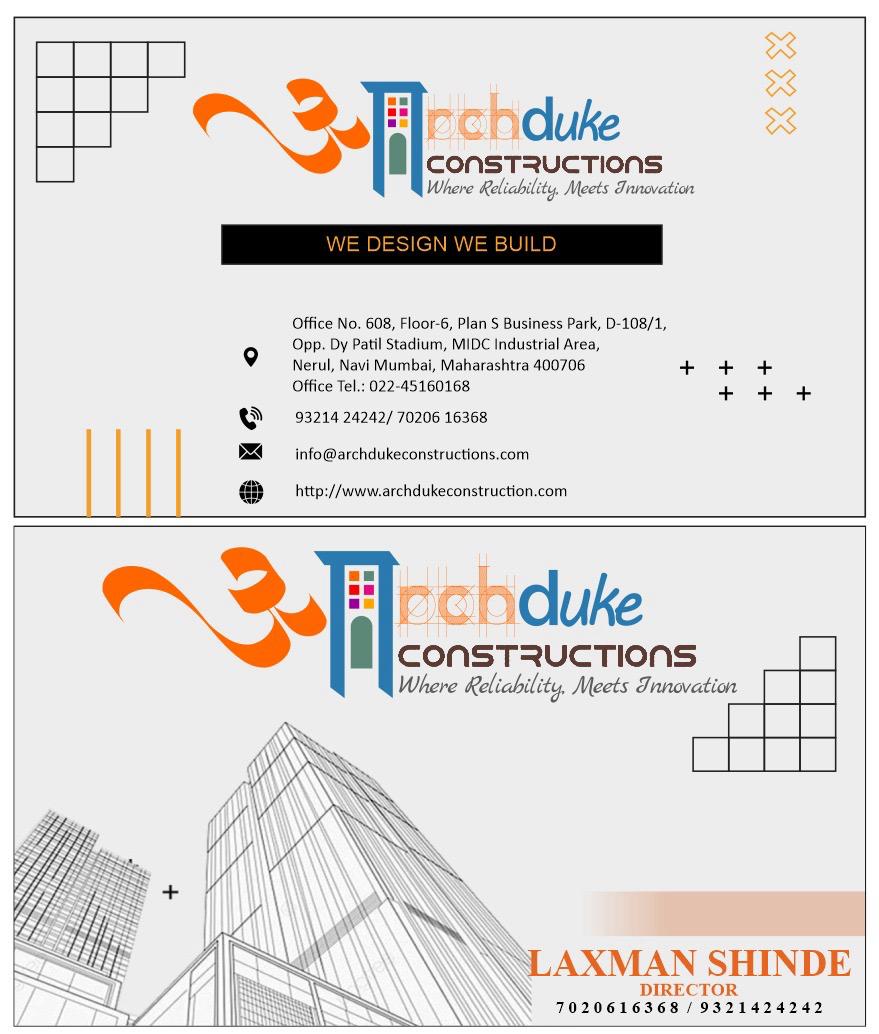 Archduke
CONSTRUCTIONS
Where Reliability, Meets Innovation
WE DESIGN WE BUILD
Office No. 608, Floor-6, Plan S Business Park, D-108/1,
Opp. Dy Patil Stadium, MIDC Industrial Area,
Nerul, Navi Mumbai, Maharashtra 400706
Office Tel.: 022-45160168
93214 24242/ 70206 16368
info@archdukeconstructions.com
http://www.archdukeconstruction.com
Archduke
CONSTRUCTIONS
Where Reliability, Meets Innovation
LAXMAN SHINDE
DIRECTOR
7020616368 / 9321424242